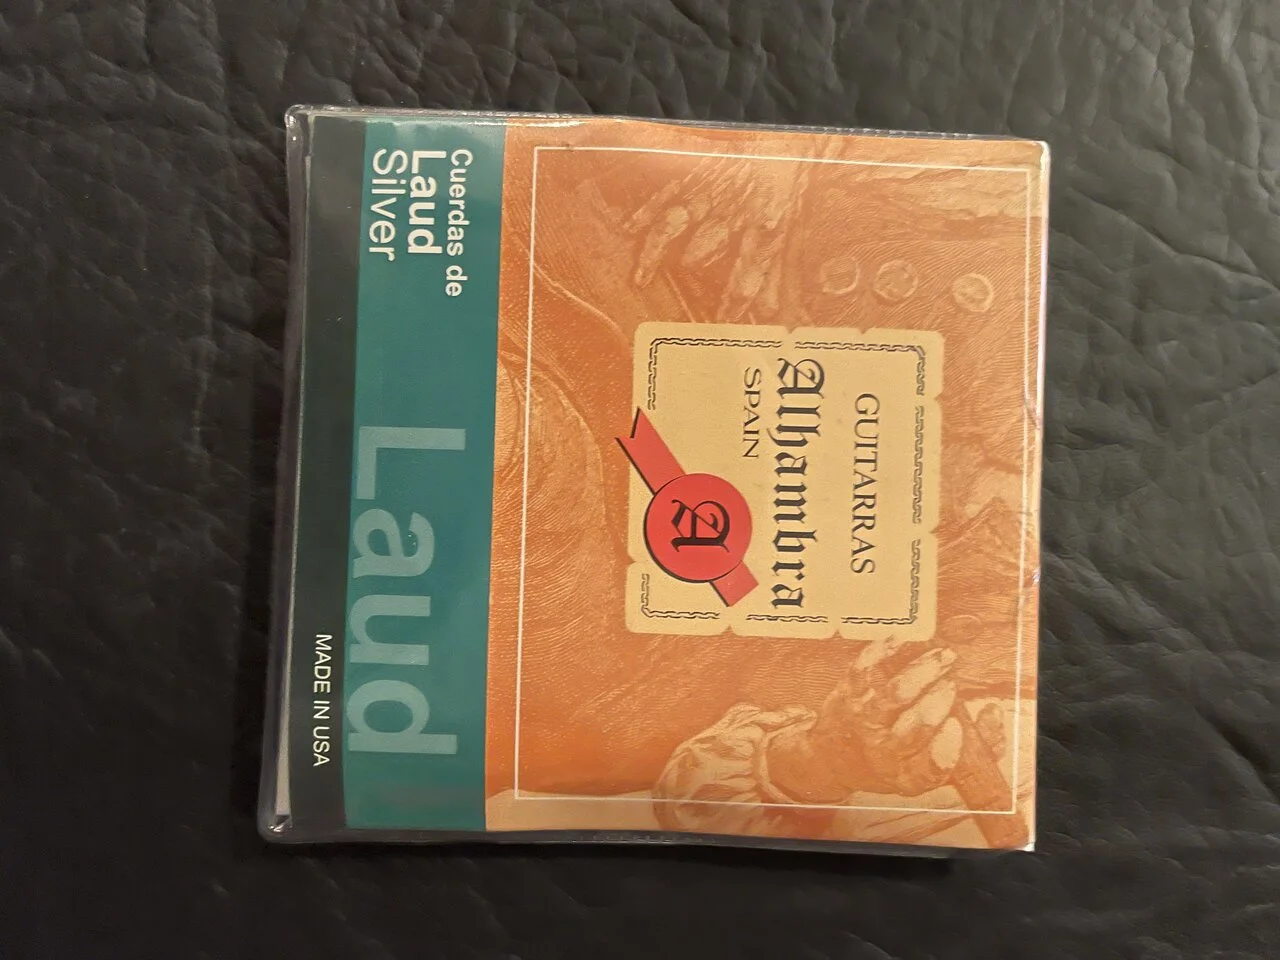 GUITARRAS
Alhambra
SPAIN
A
Cuerdas de
Laud
Silver
Laud
MADE IN USA